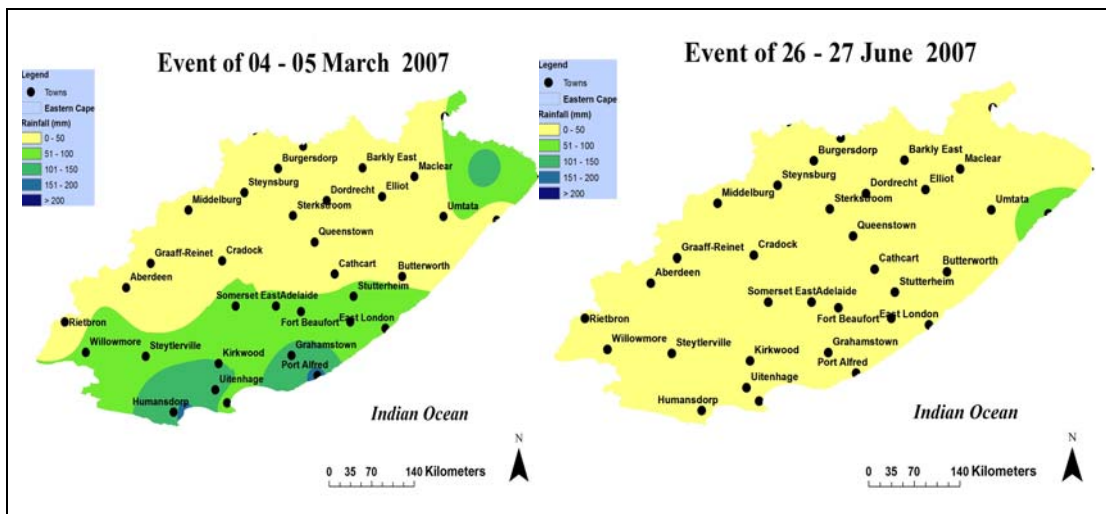 Event of 04 - 05 March 2007
Legend
Towns
Eastern Cape
Rainfall (mm)
0 - 50
51 - 100
101 - 150
151 - 200
> 200
Burgersdorp
Barkly East
Maclear
Steynsburg
Dordrecht
Elliot
Middelburg
Sterkstroom
Umtata
Queenstown
Graaff-Reinet
Cradock
Cathcart
Butterworth
Aberdeen
Stutterheim
Somerset East
Adelaide
Rietbron
Fort Beaufort
East London
Willowmore
Steytlerville
Grahamstown
Kirkwood
Port Alfred
Uitenhage
Humansdorp
Indian Ocean
N
0 35 70 140 Kilometers
Event of 26 - 27 June 2007
Legend
Towns
Eastern Cape
Rainfall (mm)
0 - 50
51 - 100
101 - 150
151 - 200
> 200
Burgersdorp
Barkly East
Maclear
Steynsburg
Dordrecht
Elliot
Middelburg
Sterkstroom
Umtata
Queenstown
Graaff-Reinet
Cradock
Cathcart
Butterworth
Aberdeen
Stutterheim
Somerset East
Adelaide
Rietbron
Fort Beaufort
East London
Willowmore
Steytlerville
Grahamstown
Kirkwood
Port Alfred
Uitenhage
Humansdorp
Indian Ocean
N
0 35 70 140 Kilometers